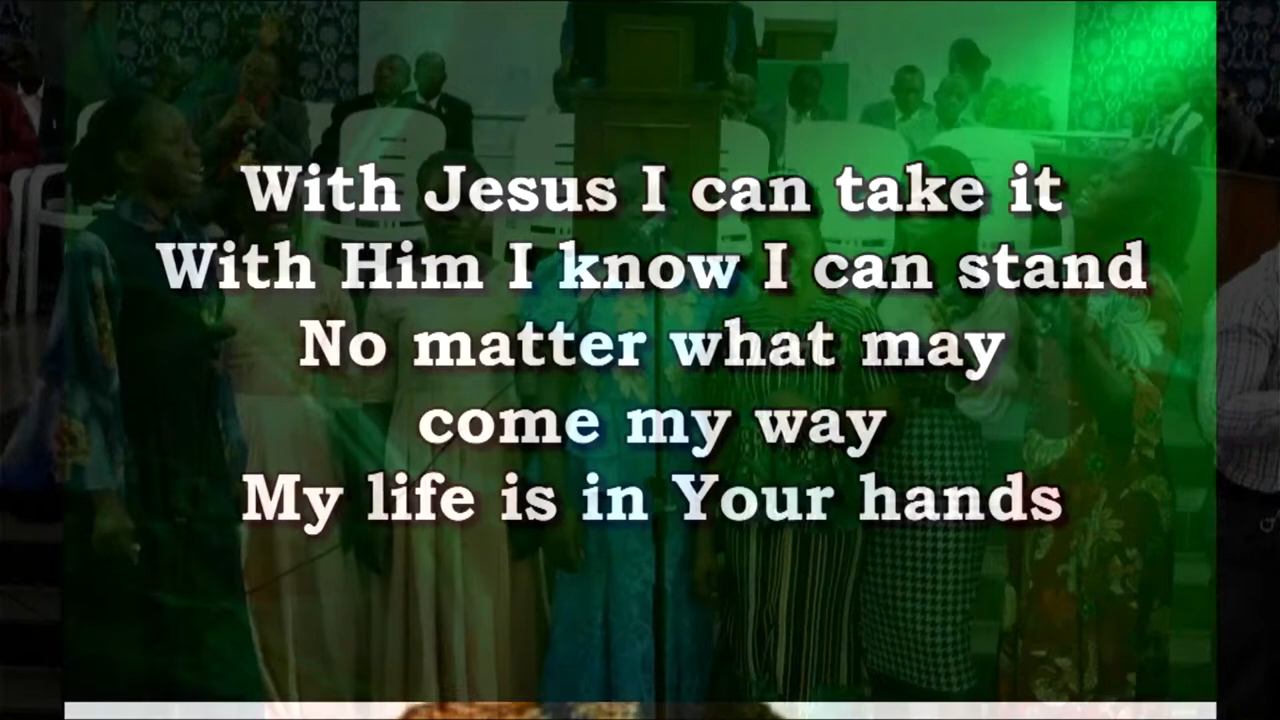 With Jesus I can take it
With Him I know I can stand
No matter what may
come my way
My life is in Your hands